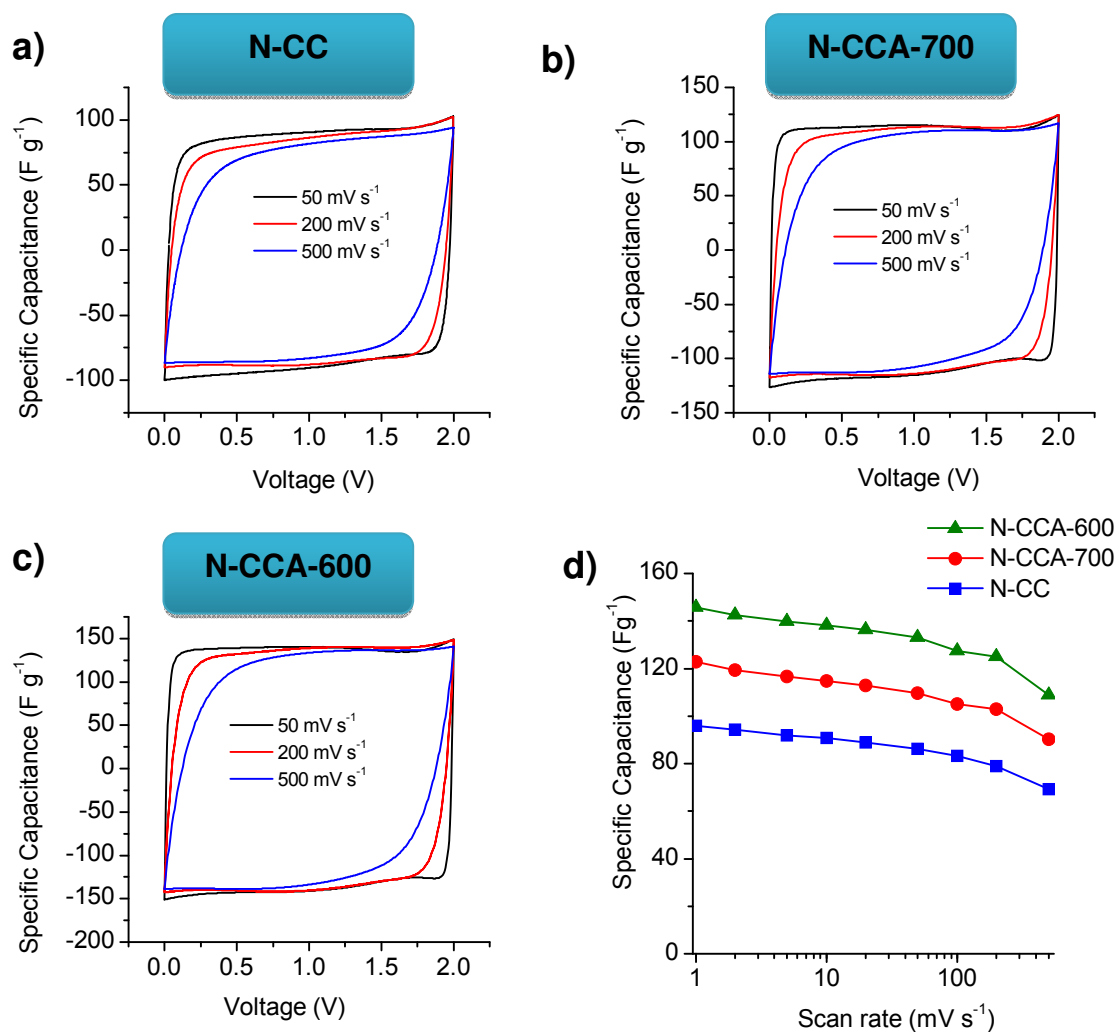 a)
N-CC
Specific Capacitance (F g-1)
100
50
0
-50
-100
50 mV s-1
200 mV s-1
500 mV s-1
0.0 0.5 1.0 1.5 2.0
Voltage (V)
b)
N-CCA-700
Specific Capacitance (F g-1)
150
100
50
0
-50
-100
-150
50 mV s-1
200 mV s-1
500 mV s-1
0.0 0.5 1.0 1.5 2.0
Voltage (V)
c)
N-CCA-600
Specific Capacitance (F g-1)
150
100
50
0
-50
-100
-150
-200
50 mV s-1
200 mV s-1
500 mV s-1
0.0 0.5 1.0 1.5 2.0
Voltage (V)
d)
N-CCA-600
N-CCA-700
N-CC
Specific Capacitance (Fg-1)
160
120
80
40
0
1 10 100
Scan rate (mV s-1)